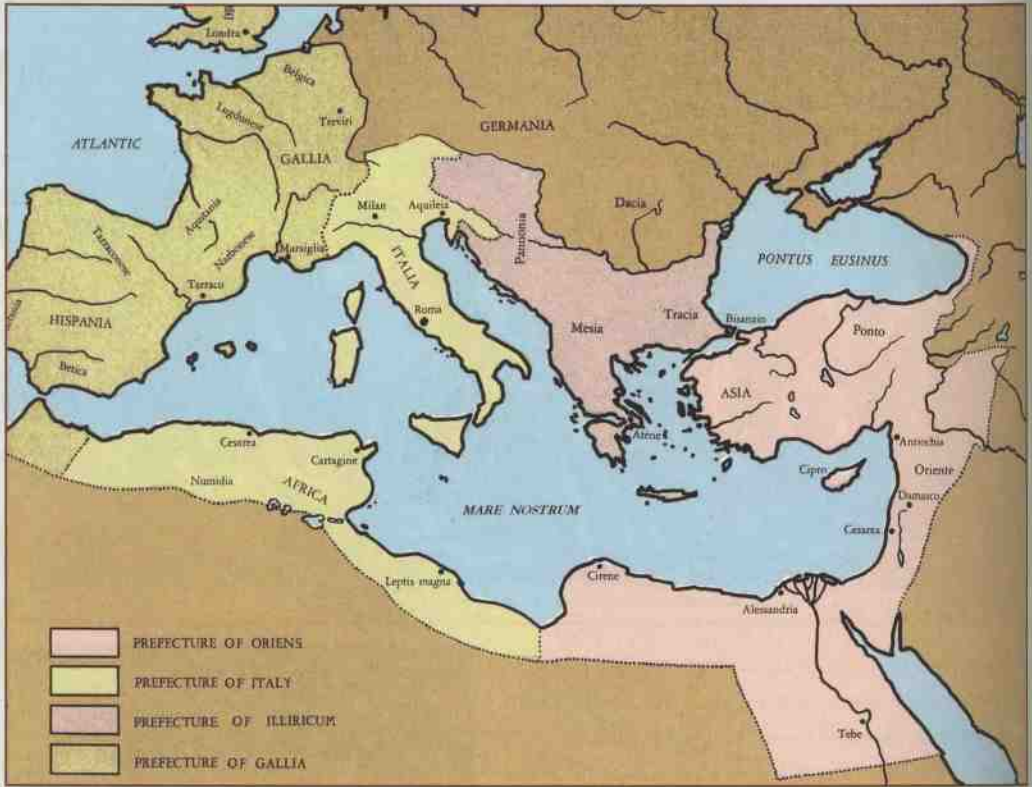 Londra
Belgica
Lugdunest
Treviri
GERMANIA
ATLANTIC
GALLIA
Milan
Aquileia
Dacia
Aquitania
Pannonia
Narbonese
Marsiglia
ITALIA
PONTUS EUSINUS
Tarraconese
Tarraco
Roma
HISPANIA
Mesia
Tracia
Bisanzio
Ponto
Betica
ASIA
Cesarea
Cartagine
Atene
Antiochia
Numidia
AFRICA
Cipro
Oriente
MARE NOSTRUM
Damasco
Cesarea
Leptis magna
Cirene
Alessandria
PREFECTURE OF ORIENS
PREFECTURE OF ITALY
PREFECTURE OF ILLIRICUM
Tebe
PREFECTURE OF GALLIA